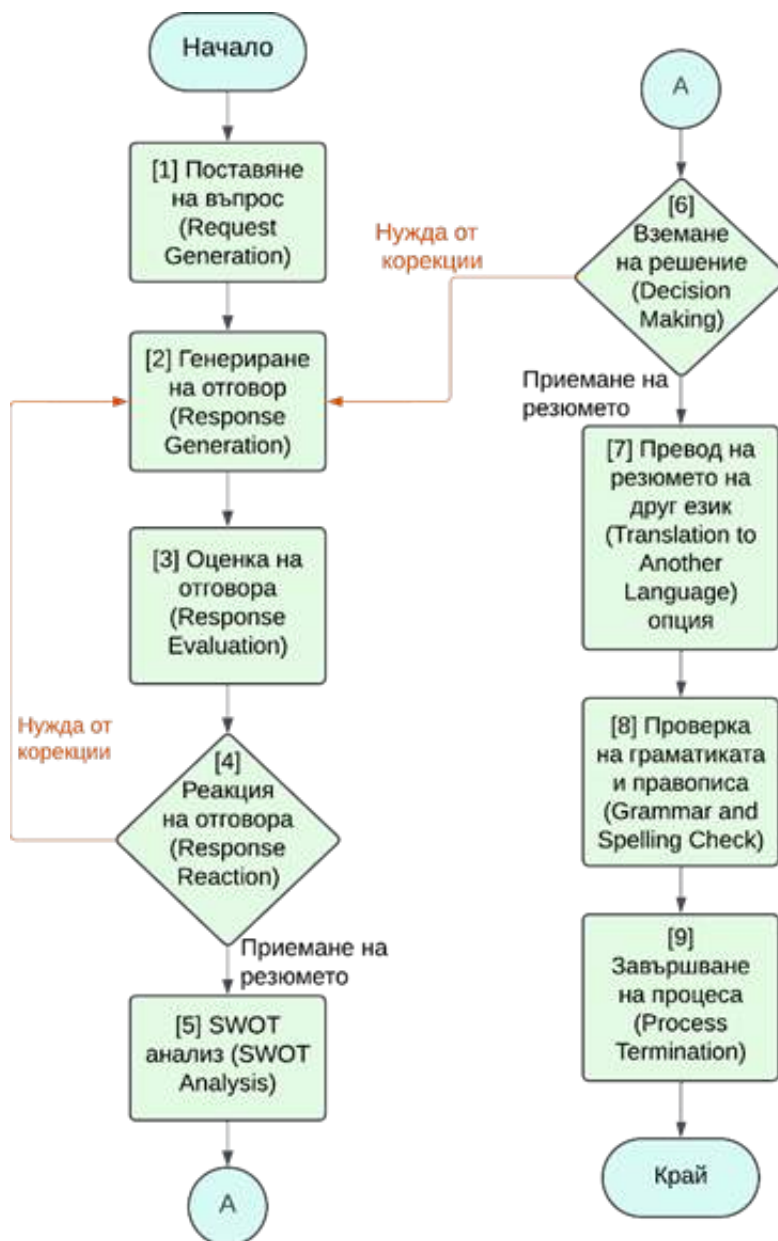 Начало
[1] Поставяне
на въпрос
(Request
Generation)
[2] Генериране
на отговор
(Response
Generation)
[3] Оценка на
отговора
(Response
Evaluation)
Нужда от
корекции
[4]
Реакция
на отговора
(Response
Reaction)
Приемане на
резюмето
[5] SWOT
анализ (SWOT
Analysis)
A
A
[6]
Вземане
на решение
(Decision
Making)
Нужда от
корекции
Приемане на
резюмето
[7] Превод на
резюмето на
друг език
(Translation to
Another
Language)
опция
[8] Проверка
на граматиката
и правописа
(Grammar and
Spelling Check)
[9]
Завършване
на процеса
(Process
Termination)
Край